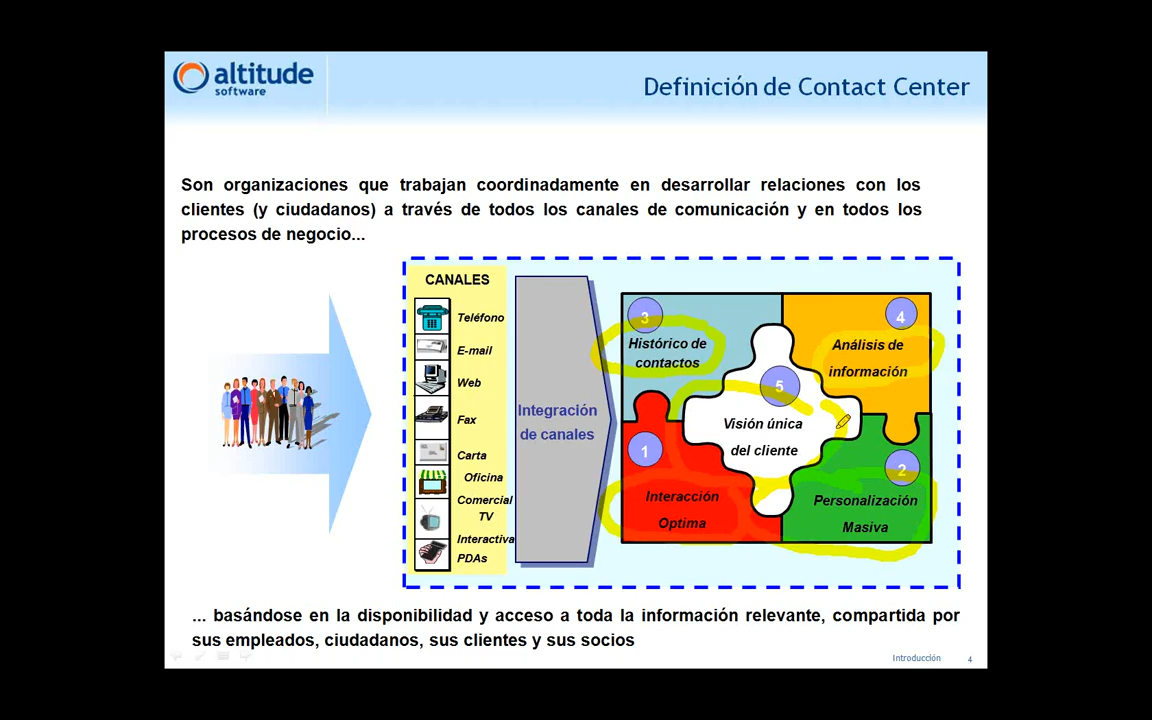 altitude
software
Definición de Contact Center
Son organizaciones que trabajan coordinadamente en desarrollar relaciones con los
clientes (y ciudadanos) a través de todos los canales de comunicación y en todos los
procesos de negocio...
CANALES
Teléfono
E-mail
Web
Fax
Carta
Oficina
Comercial
TV
Interactiva
PDAs
Integración
de canales
3
Histórico de
contactos
4
Análisis de
información
5
Visión única
del cliente
1
Interacción
Optima
2
Personalización
Masiva
... basándose en la disponibilidad y acceso a toda la información relevante, compartida por
sus empleados, ciudadanos, sus clientes y sus socios
Introducción
4